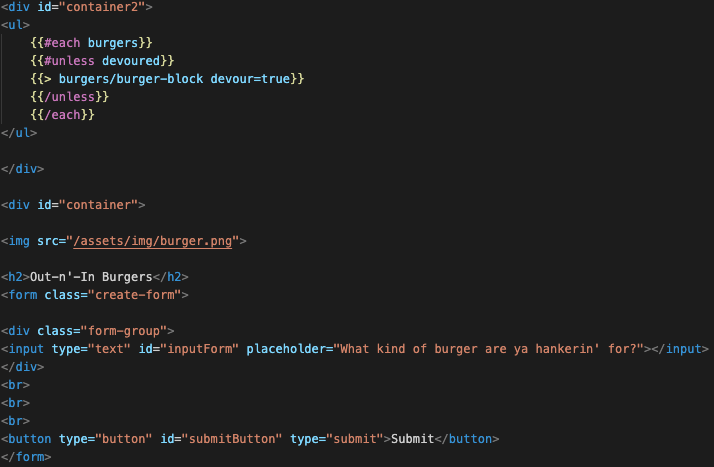 <div id="container2">
<ul>
{{#each burgers}}
{{#unless devoured}}
{{> burgers/burger-block devour=true}}
{{/unless}}
{{/each}}
</ul>
</div>
<div id="container">
<img src="/assets/img/burger.png">
<h2>Out-n'-In Burgers</h2>
<form class="create-form">
<div class="form-group">
<input type="text" id="inputForm" placeholder="What kind of burger are ya hankerin' for?"></input>
</div>
<br>
<br>
<br>
<button type="button" id="submitButton" type="submit">Submit</button>
</form>